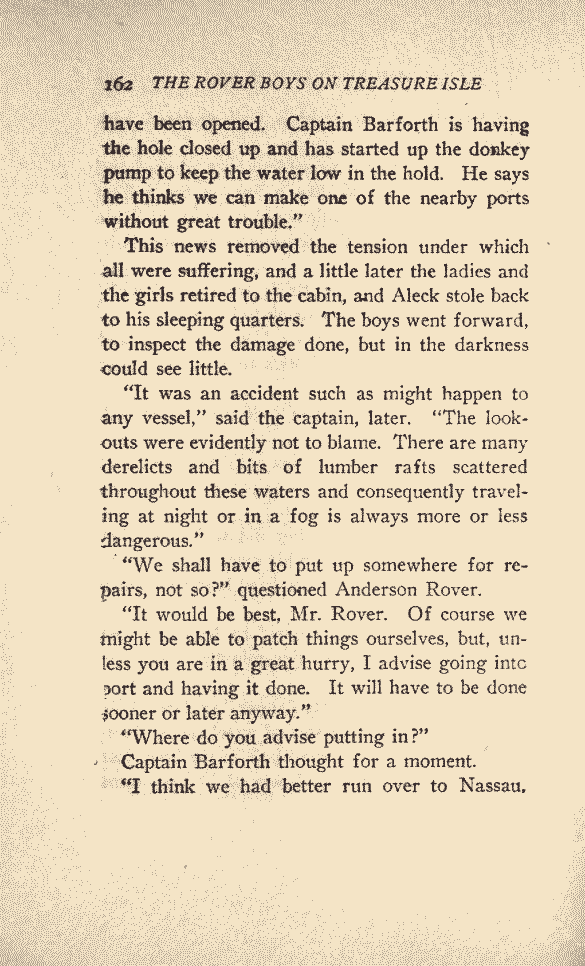 162 THE ROVER BOYS ON TREASURE ISLE
have been opened. Captain Barforth is having
the hole closed up and has started up the donkey
pump to keep the water low in the hold. He says
he thinks we can make one of the nearby ports
without great trouble.”
This news removed the tension under which
all were suffering, and a little later the ladies and
the girls retired to the cabin, and Aleck stole back
to his sleeping quarters. The boys went forward,
to inspect the damage done, but in the darkness
could see little.
“It was an accident such as might happen to
any vessel,” said the captain, later. “The look-
outs were evidently not to blame. There are many
derelicts and bits of lumber rafts scattered
throughout these waters and consequently travel-
ing at night or in a fog is always more or less
dangerous.”
“We shall have to put up somewhere for re-
pairs, not so?” questioned Anderson Rover.
“It would be best, Mr. Rover. Of course we
might be able to patch things ourselves, but, un-
less you are in a great hurry, I advise going into
port and having it done. It will have to be done
sooner or later anyway.”
“Where do you advise putting in?”
Captain Barforth thought for a moment.
“I think we had better run over to Nassau,